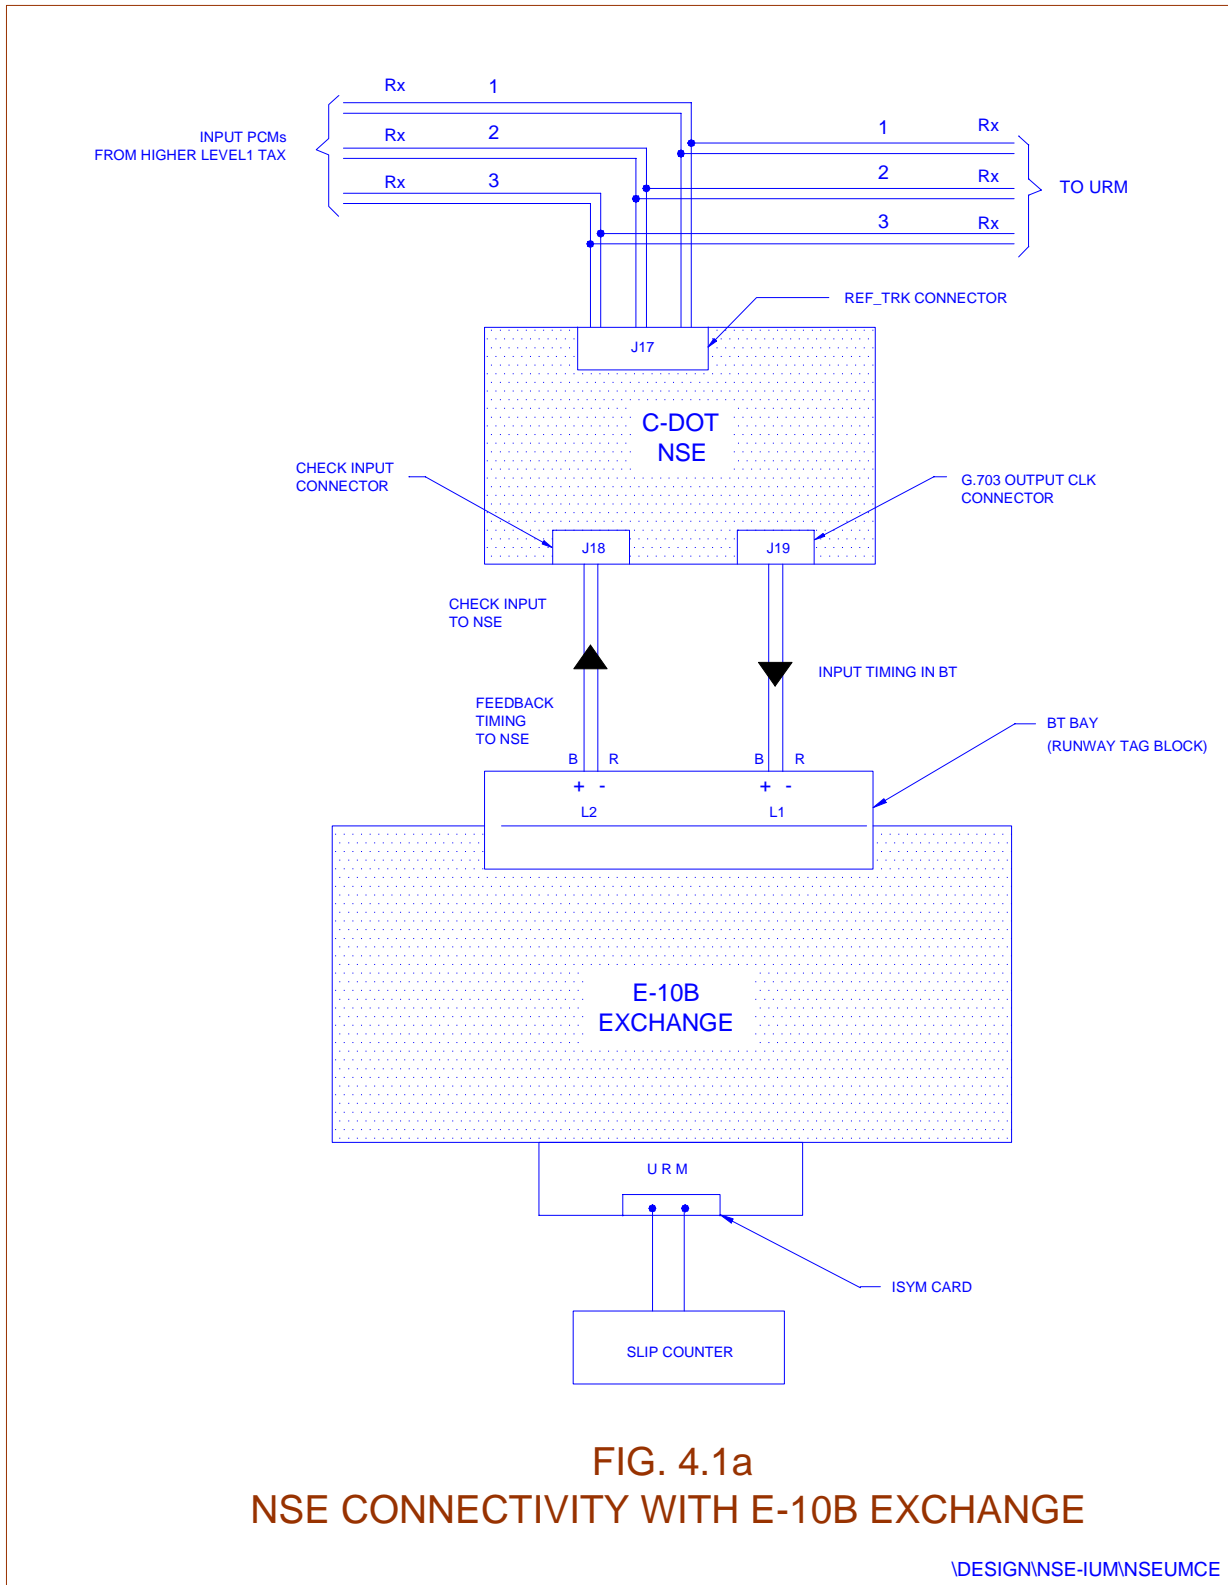 Rx 1
INPUT PCMs
FROM HIGHER LEVEL1 TAX
Rx 2
Rx 3
1 Rx
2 Rx
3 Rx
TO URM
REF_TRK CONNECTOR
J17
C-DOT
NSE
CHECK INPUT
CONNECTOR
G.703 OUTPUT CLK
CONNECTOR
J18
J19
CHECK INPUT
TO NSE
INPUT TIMING IN BT
FEEDBACK
TIMING
TO NSE
BT BAY
(RUNWAY TAG BLOCK)
B R
B R
+ -
+ -
L2
L1
E-10B
EXCHANGE
U R M
ISYM CARD
SLIP COUNTER
FIG. 4.1a
NSE CONNECTIVITY WITH E-10B EXCHANGE
\DESIGN\NSE-IUM\NSEUMCE